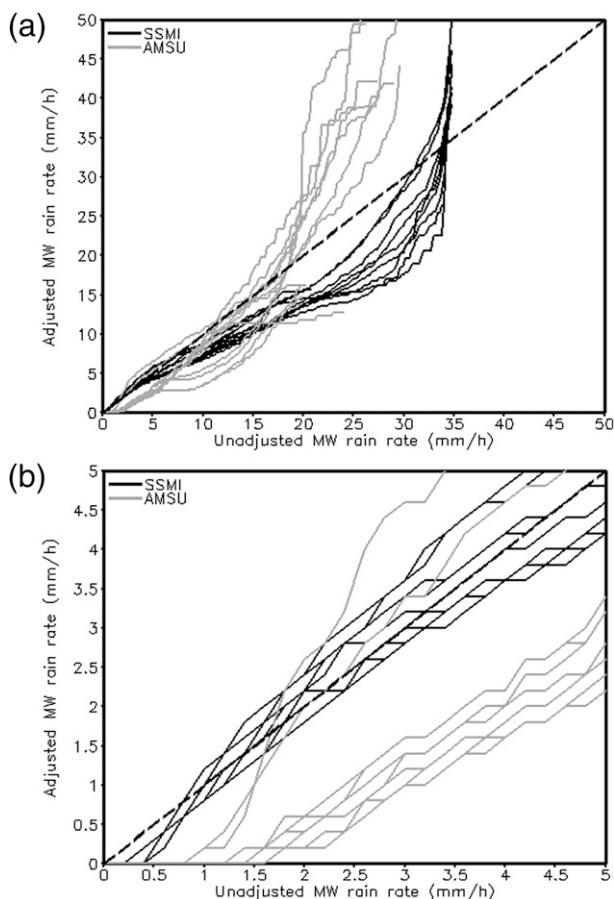 (a)
SSMI
AMSU
50
45
40
35
30
25
20
15
10
5
0
Adjusted MW rain rate (mm/h)
0 5 10 15 20 25 30 35 40 45 50
Unadjusted MW rain rate (mm/h)
(b)
SSMI
AMSU
5
4.5
4
3.5
3
2.5
2
1.5
1
0.5
0
Adjusted MW rain rate (mm/h)
0 0.5 1 1.5 2 2.5 3 3.5 4 4.5 5
Unadjusted MW rain rate (mm/h)